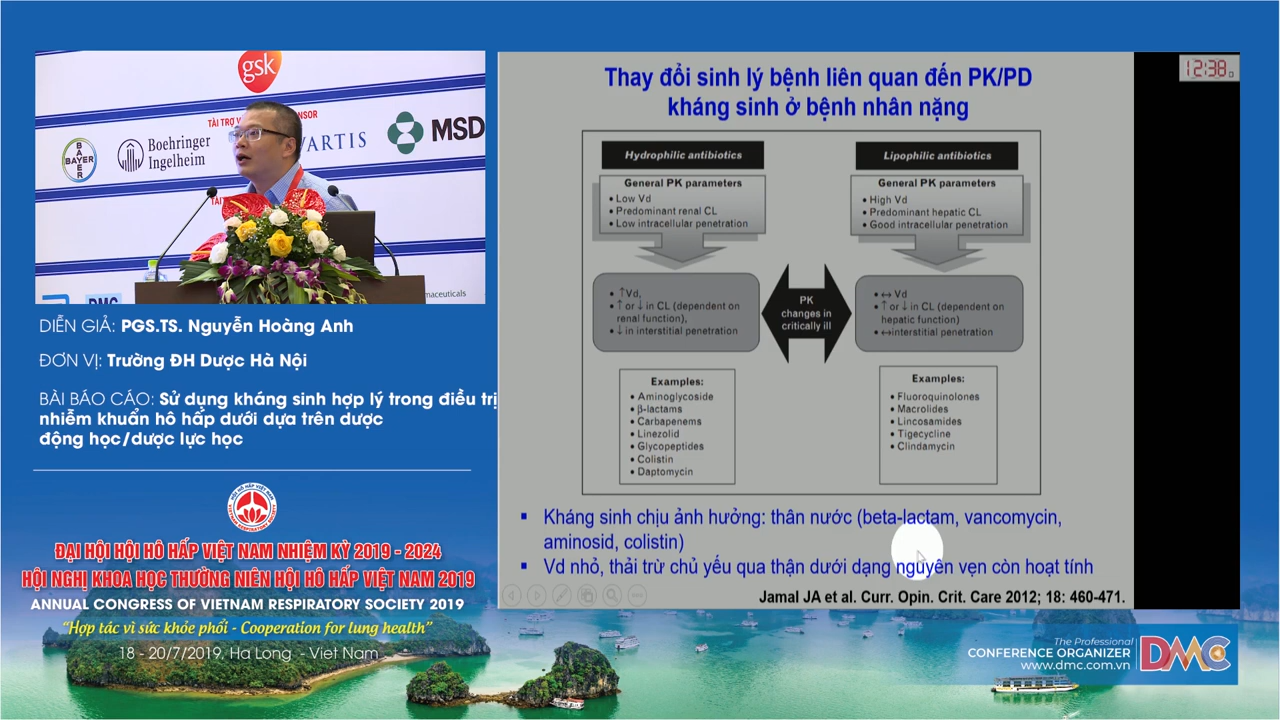 gsk
TÀI TRỢ V
NSOR
BAYER
BAYER
Boehringer
Ingelheim
VARTIS
MSD
TÀI
DMC
maceuticals
DIỄN GIẢ: PGS.TS. Nguyễn Hoàng Anh
ĐƠN VỊ: Trường ĐH Dược Hà Nội
BÀI BÁO CÁO: Sử dụng kháng sinh hợp lý trong điều trị
nhiễm khuẩn hô hấp dưới dựa trên dược
động học/dược lực học
HỘI HÔ HẤP VIỆT NAM
VIETNAM RESPIRATORY SOCIETY
ĐẠI HỘI HỘI HÔ HẤP VIỆT NAM NHIỆM KỲ 2019 - 2024
HỘI NGHỊ KHOA HỌC THƯỜNG NIÊN HỘI HÔ HẤP VIỆT NAM 2019
ANNUAL CONGRESS OF VIETNAM RESPIRATORY SOCIETY 2019
“Hợp tác vì sức khỏe phổi - Cooperation for lung health”
18 - 20/7/2019, Ha Long - Viet Nam
12:38
Thay đổi sinh lý bệnh liên quan đến PK/PD
kháng sinh ở bệnh nhân nặng
Hydrophilic antibiotics
General PK parameters
• Low Vd
• Predominant renal CL
• Low intracellular penetration
• ↑Vd,
• ↑ or ↓ in CL (dependent on
renal function),
• ↓ in interstitial penetration
Examples:
• Aminoglycoside
• β-lactams
• Carbapenems
• Linezolid
• Glycopeptides
• Colistin
• Daptomycin
PK
changes in
critically ill
Lipophilic antibiotics
General PK parameters
• High Vd
• Predominant hepatic CL
• Good intracellular penetration
• ↔ Vd
• ↑ or ↓ in CL (dependent on
hepatic function)
• ↔interstitial penetration
Examples:
• Fluoroquinolones
• Macrolides
• Lincosamides
• Tigecycline
• Clindamycin
▪ Kháng sinh chịu ảnh hưởng: thân nước (beta-lactam, vancomycin,
aminosid, colistin)
▪ Vd nhỏ, thải trừ chủ yếu qua thận dưới dạng nguyên vẹn còn hoạt tính
Jamal JA et al. Curr. Opin. Crit. Care 2012; 18: 460-471.
The Professional
CONFERENCE ORGANIZER
www.dmc.com.vn
DMC